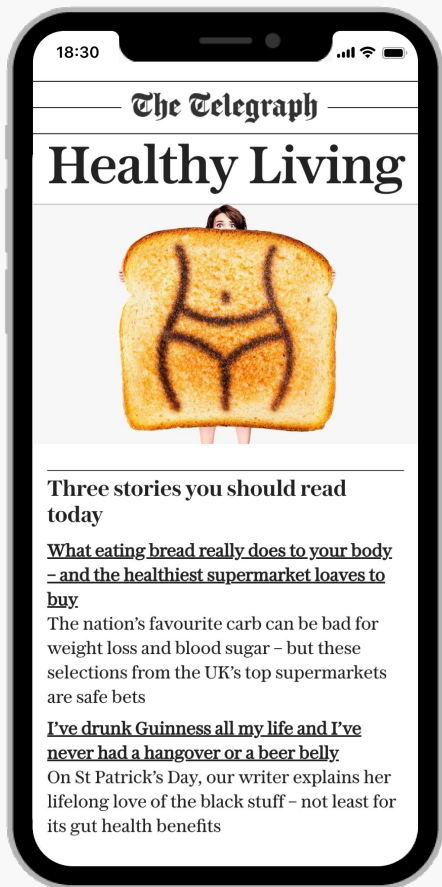 18:30
The Telegraph
Healthy Living
Three stories you should read
today
What eating bread really does to your body
– and the healthiest supermarket loaves to
buy
The nation’s favourite carb can be bad for
weight loss and blood sugar – but these
selections from the UK’s top supermarkets
are safe bets
I’ve drunk Guinness all my life and I’ve
never had a hangover or a beer belly
On St Patrick’s Day, our writer explains her
lifelong love of the black stuff – not least for
its gut health benefits